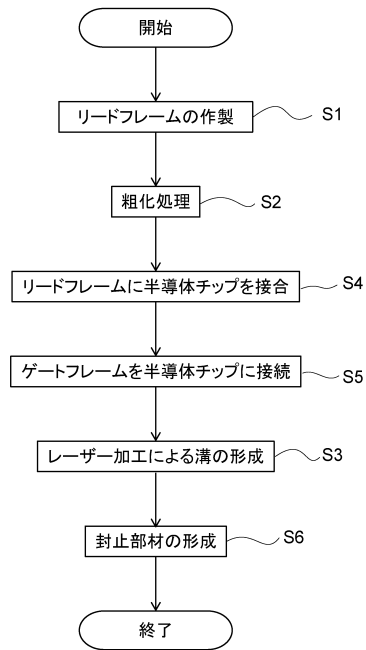 開始
リードフレームの作製 S1
粗化処理 S2
リードフレームに半導体チップを接合 S4
ゲートフレームを半導体チップに接続 S5
レーザー加工による溝の形成 S3
封止部材の形成 S6
終了